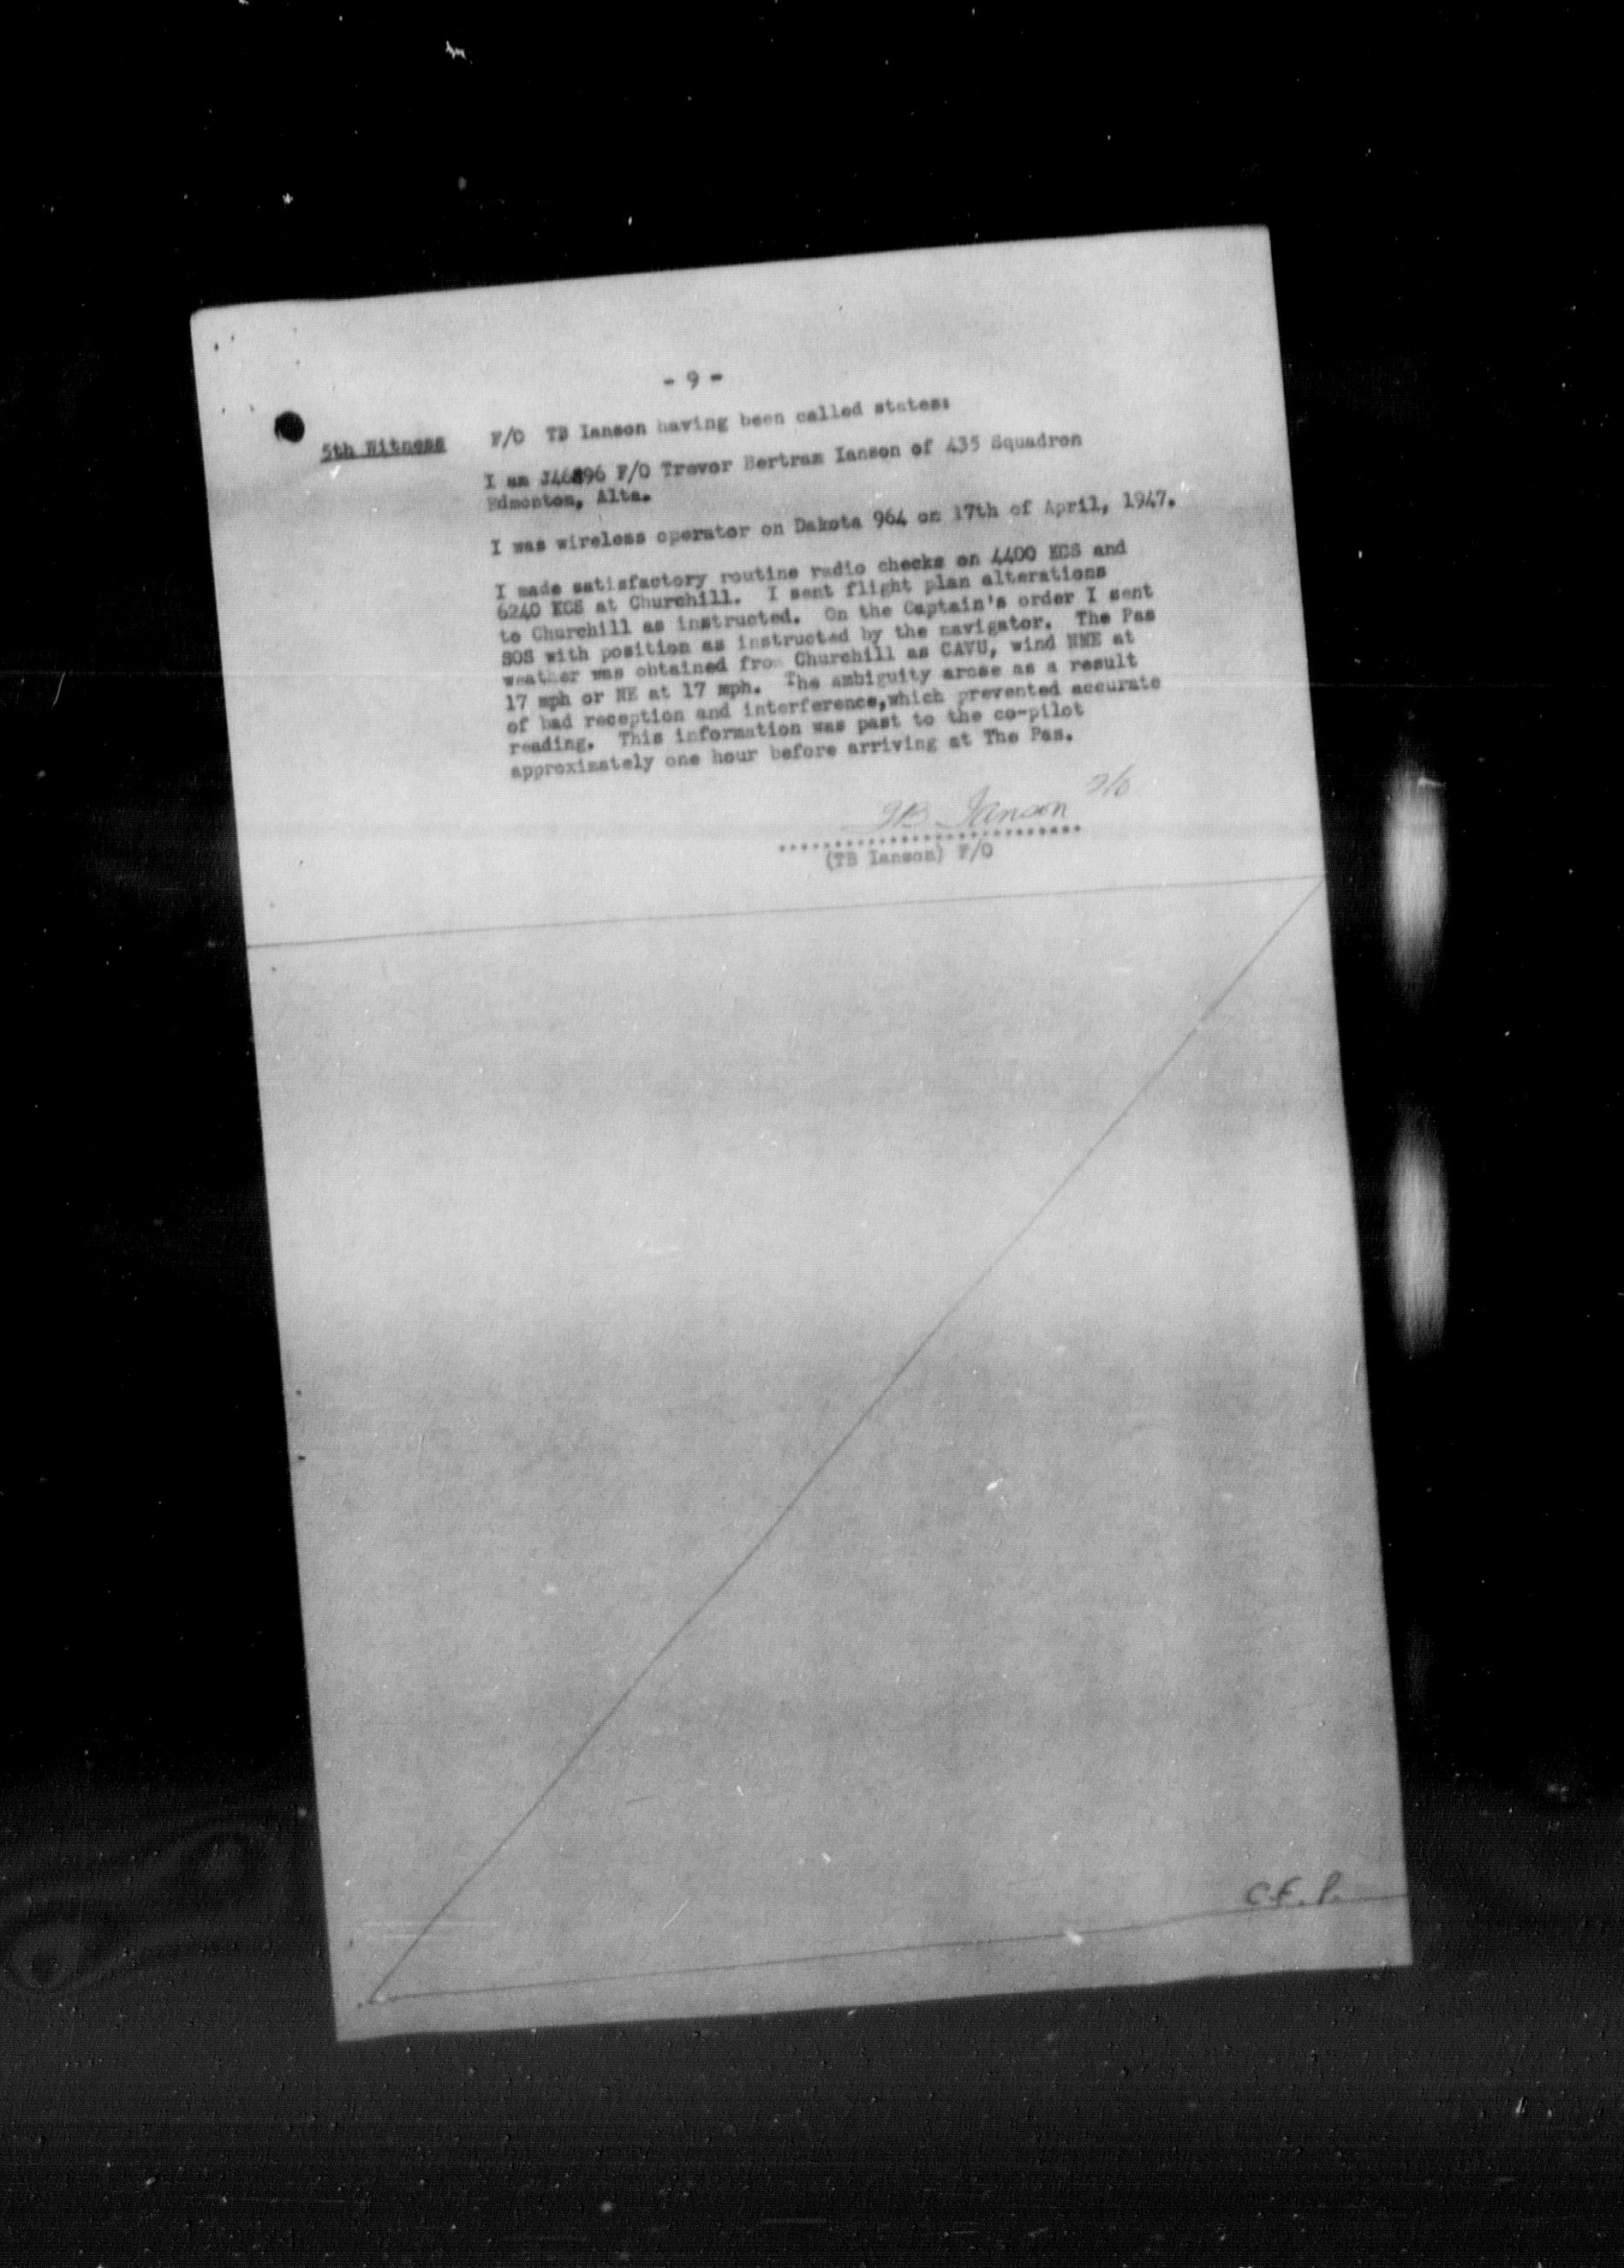 - 9 -
5th Witness F/O TB Ianson having been called states:
I am F/O Trevor Bertram Ianson of 435 Squadron
Edmonton, Alta.
I was wireless operator on Dakota 964 on 17th of April, 1947.
I made satisfactory routine radio checks on 4400 KCS and
6240 KCS at Churchill. I sent flight plan alterations
to Churchill as instructed. On the Captain's order I sent
SOS with position as instructed by the navigator. The Pas
weather was obtained from Churchill as CAVU, wind NNE at
17 mph or NE at 17 mph. The ambiguity arose as a result
of bad reception and interference,which prevented accurate
reading. This information was past to the co-pilot
approximately one hour before arriving at The Pas.
TB Ianson F/O
(TB Ianson) F/O